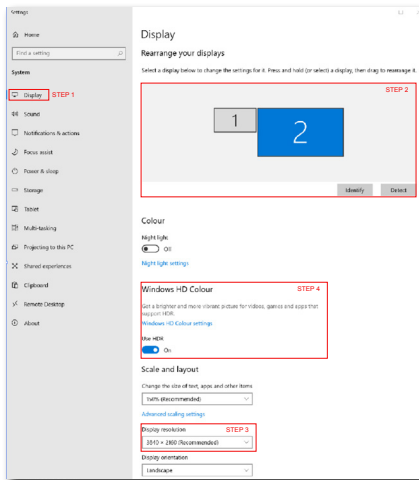 Settings
Home
Find a setting
System
Display
STEP 1
Sound
Notifications & actions
Focus assist
Power & sleep
Storage
Tablet
Multi-tasking
Projecting to this PC
Shared experiences
Clipboard
Remote Desktop
About
Display
Rearrange your displays
Select a display below to change the settings for it. Press and hold (or select) a display, then drag to rearrange it.
STEP 2
1
2
Identify
Detect
Colour
Night light
Off
Night light settings
Windows HD Colour
STEP 4
Get a brighter and more vibrant picture for videos, games and apps that
support HDR.
Windows HD Colour settings
Use HDR
On
Scale and layout
Change the size of text, apps and other items
150% (Recommended)
Advanced scaling settings
Display resolution
STEP 3
3840 × 2160 (Recommended)
Display orientation
Landscape